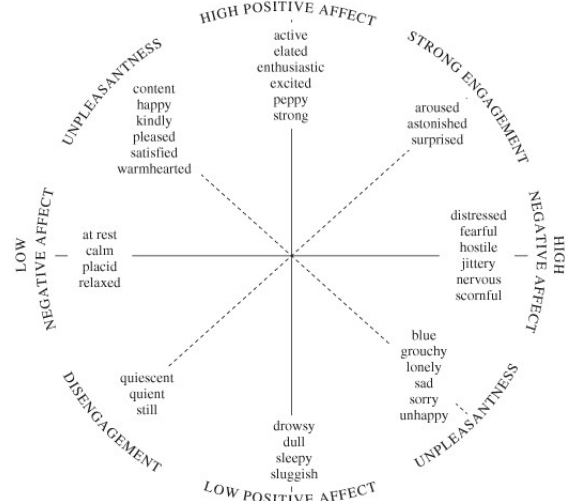 HIGH POSITIVE AFFECT
active
elated
enthusiastic
excited
peppy
strong
STRONG ENGAGEMENT
aroused
astonished
surprised
HIGH
NEGATIVE AFFECT
distressed
fearful
hostile
jittery
nervous
scornful
UNPLEASANTNESS
blue
grouchy
lonely
sad
sorry
unhappy
LOW POSITIVE AFFECT
drowsy
dull
sleepy
sluggish
DISENGAGEMENT
quiescent
quient
still
LOW
NEGATIVE AFFECT
at rest
calm
placid
relaxed
UNPLEASANTNESS
content
happy
kindly
pleased
satisfied
warmhearted